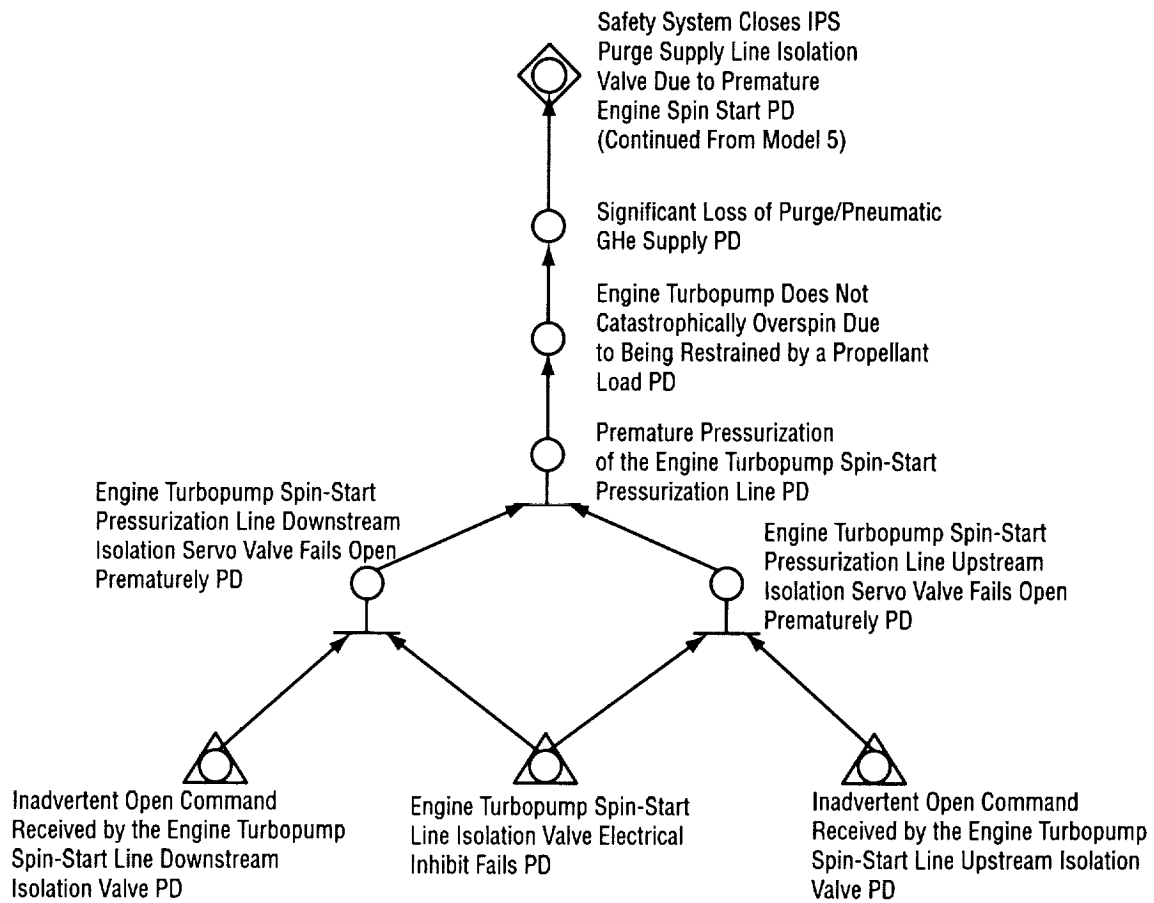 Safety System Closes IPS
Purge Supply Line Isolation
Valve Due to Premature
Engine Spin Start PD
(Continued From Model 5)
Significant Loss of Purge/Pneumatic
GHe Supply PD
Engine Turbopump Does Not
Catastrophically Overspin Due
to Being Restrained by a Propellant
Load PD
Premature Pressurization
of the Engine Turbopump Spin-Start
Pressurization Line PD
Engine Turbopump Spin-Start
Pressurization Line Downstream
Isolation Servo Valve Fails Open
Prematurely PD
Engine Turbopump Spin-Start
Pressurization Line Upstream
Isolation Servo Valve Fails Open
Prematurely PD
Inadvertent Open Command
Received by the Engine Turbopump
Spin-Start Line Downstream
Isolation Valve PD
Engine Turbopump Spin-Start
Line Isolation Valve Electrical
Inhibit Fails PD
Inadvertent Open Command
Received by the Engine Turbopump
Spin-Start Line Upstream Isolation
Valve PD